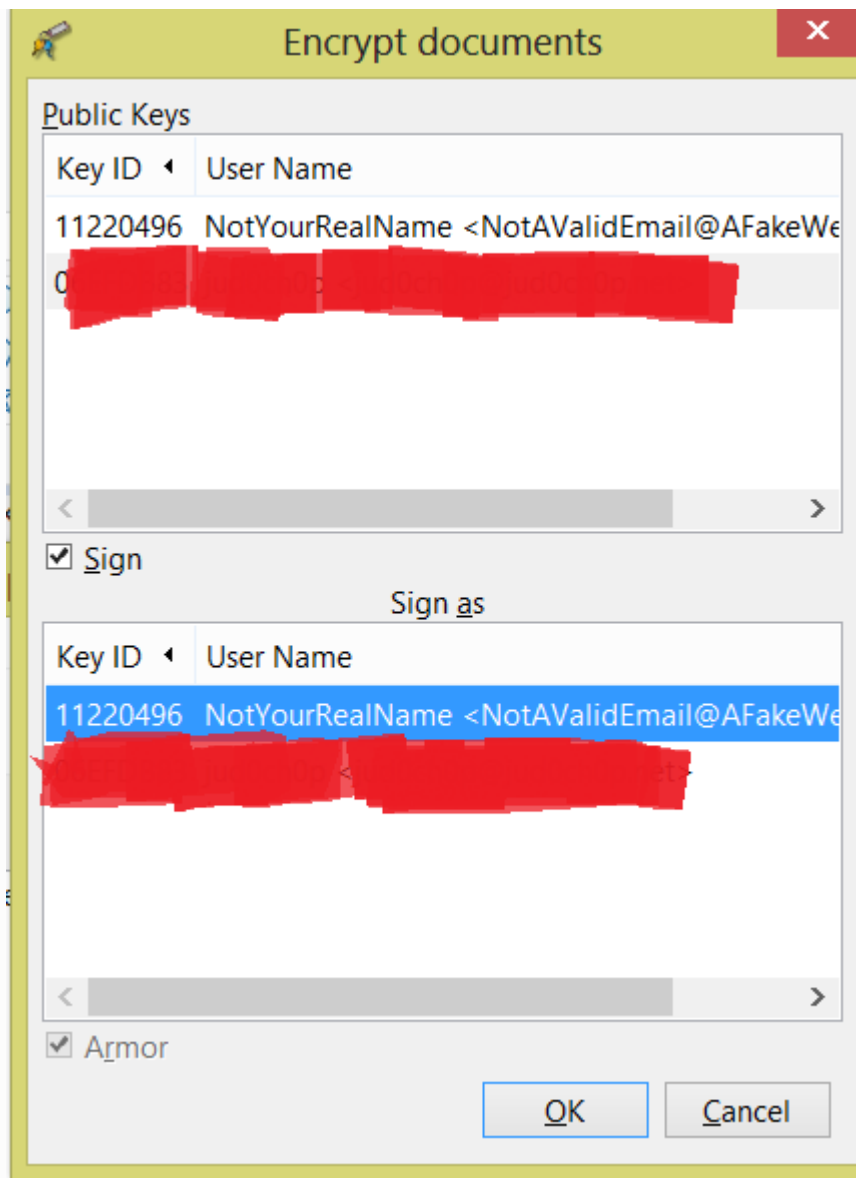 Encrypt documents
Public Keys
Key ID User Name
11220496 NotYourRealName <NotAValidEmail@AFakeWe
Sign
Sign as
Key ID User Name
11220496 NotYourRealName <NotAValidEmail@AFakeWe
Armor
OK Cancel